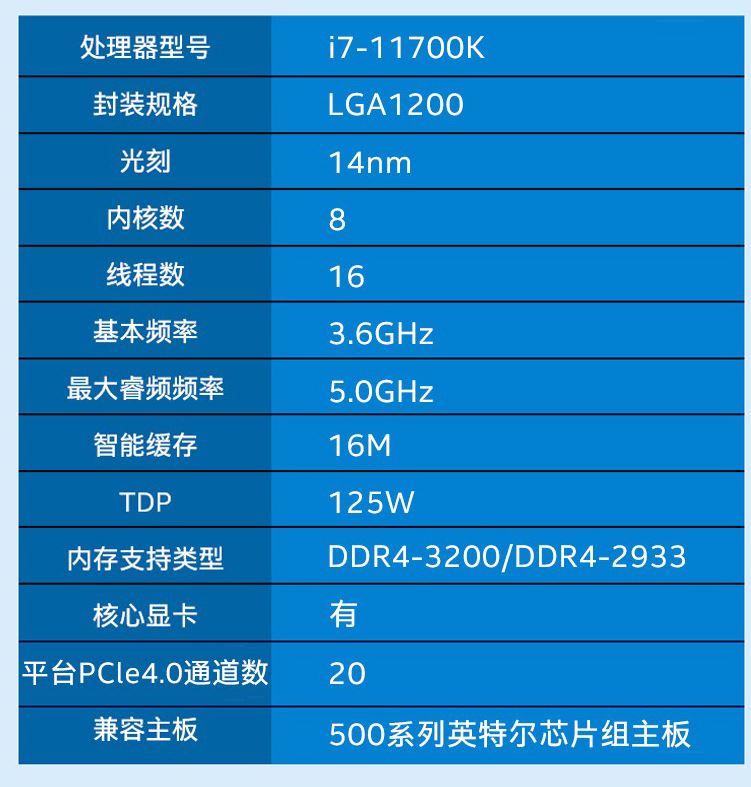 处理器型号 i7-11700K
封装规格 LGA1200
光刻 14nm
内核数 8
线程数 16
基本频率 3.6GHz
最大睿频频率 5.0GHz
智能缓存 16M
TDP 125W
内存支持类型 DDR4-3200/DDR4-2933
核心显卡 有
平台PCle4.0通道数 20
兼容主板 500系列英特尔芯片组主板